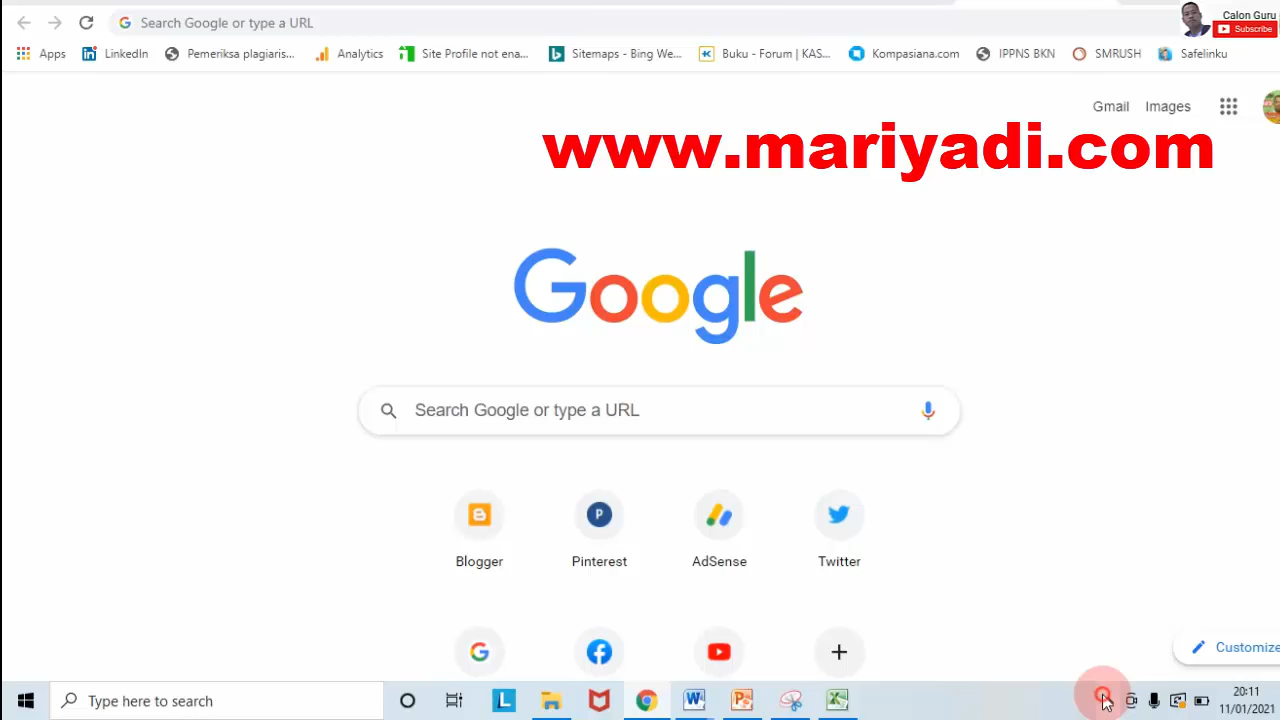 Search Google or type a URL
Calon Guru
Subscribe
Apps LinkedIn Pemeriksa plagiaris... Analytics Site Profile not ena... Sitemaps - Bing We... Buku - Forum | KAS... Kompasiana.com IPPNS BKN SMRUSH Safelinku
Gmail Images
www.mariyadi.com
Google
Search Google or type a URL
Blogger Pinterest AdSense Twitter
Customize
Type here to search
20:11
11/01/2021